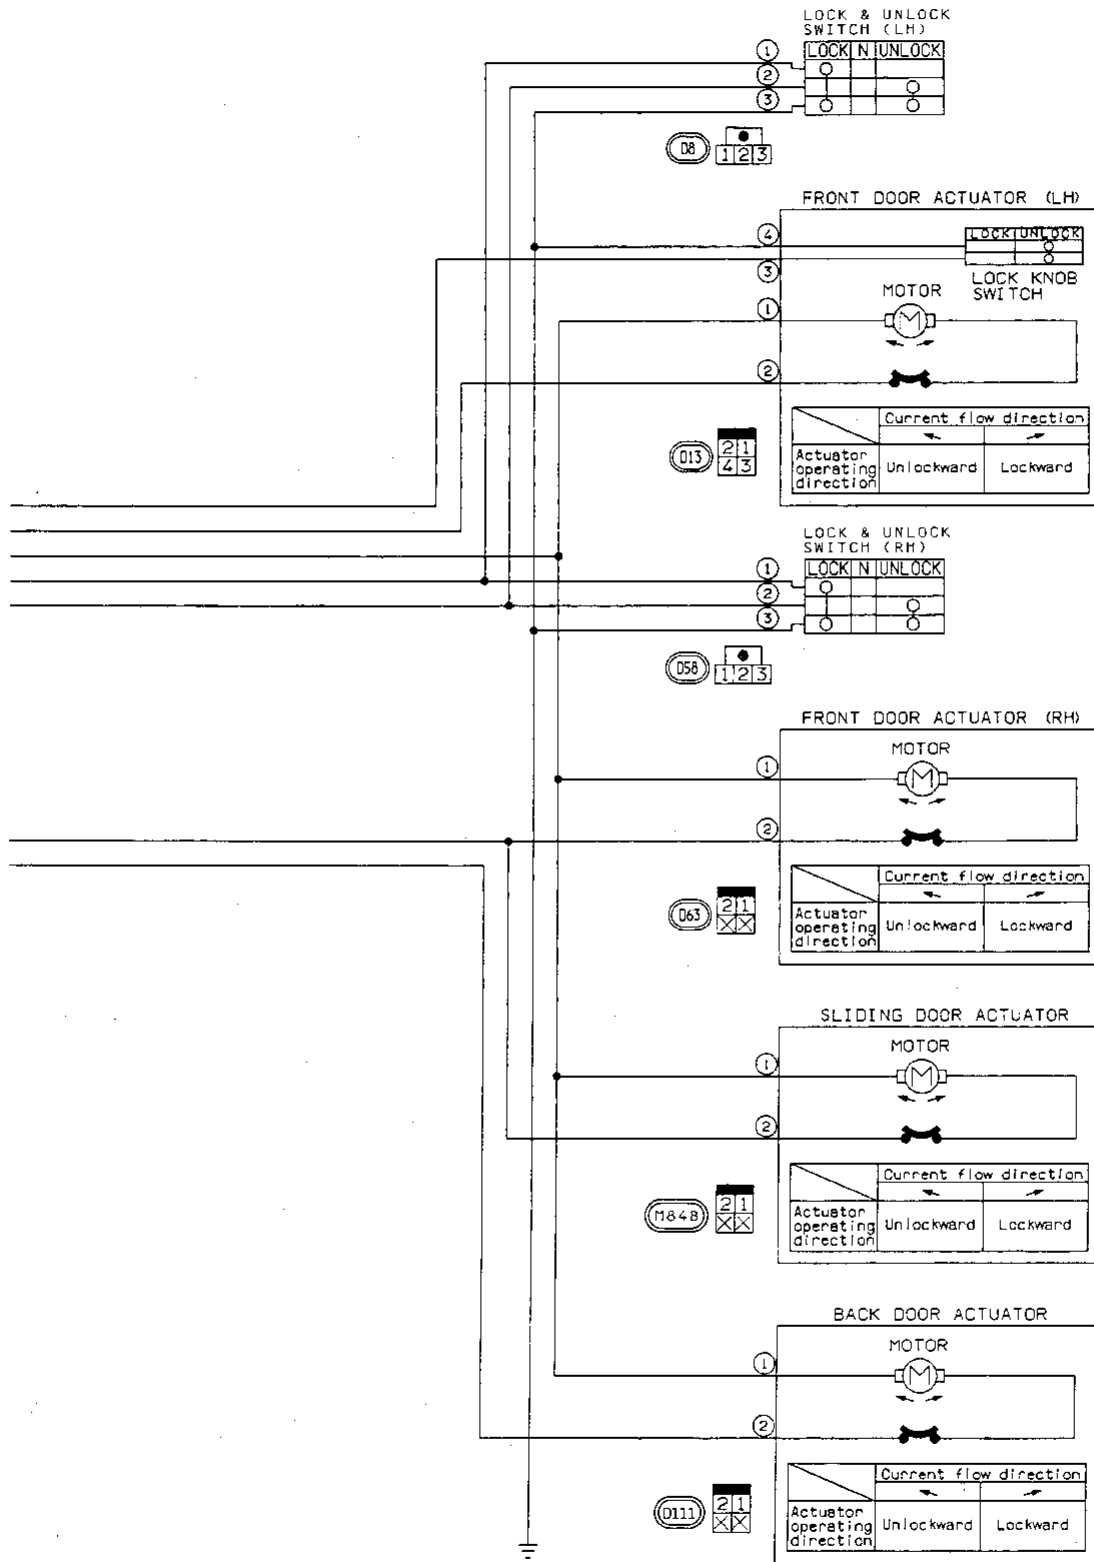 LOCK & UNLOCK
SWITCH (LH)
LOCK N UNLOCK
1
2
3
D8
1 2 3
FRONT DOOR ACTUATOR (LH)
4
LOCK UNLOCK
3
LOCK KNOB
SWITCH
MOTOR
1
M
2
Current flow direction
Actuator
operating
direction
Unlockward
Lockward
D13
2 1
4 3
LOCK & UNLOCK
SWITCH (RH)
LOCK N UNLOCK
1
2
3
D58
1 2 3
FRONT DOOR ACTUATOR (RH)
MOTOR
1
M
2
Current flow direction
Actuator
operating
direction
Unlockward
Lockward
D63
2 1
SLIDING DOOR ACTUATOR
MOTOR
1
M
2
Current flow direction
Actuator
operating
direction
Unlockward
Lockward
M84B
2 1
BACK DOOR ACTUATOR
MOTOR
1
M
2
Current flow direction
Actuator
operating
direction
Unlockward
Lockward
D111
2 1